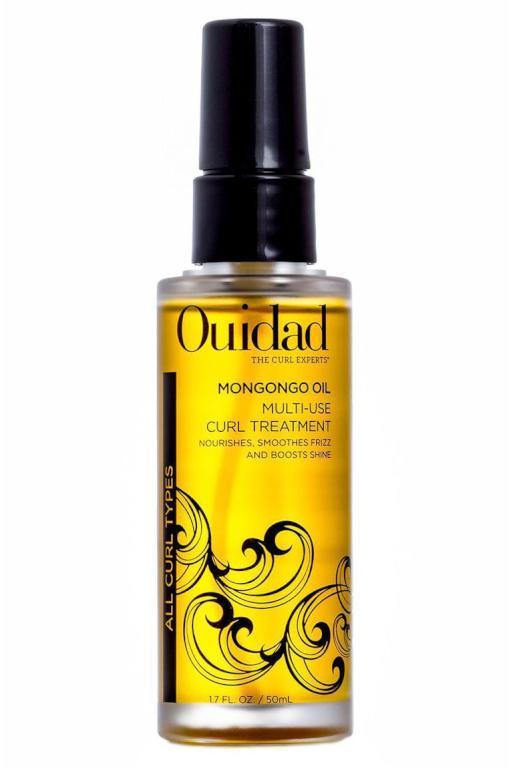 Ouidad
THE CURL EXPERTS®
MONGONGO OIL
MULTI-USE
CURL TREATMENT
NOURISHES, SMOOTHES FRIZZ
AND BOOSTS SHINE
ALL CURL TYPES
1.7 FL. OZ. / 50mL